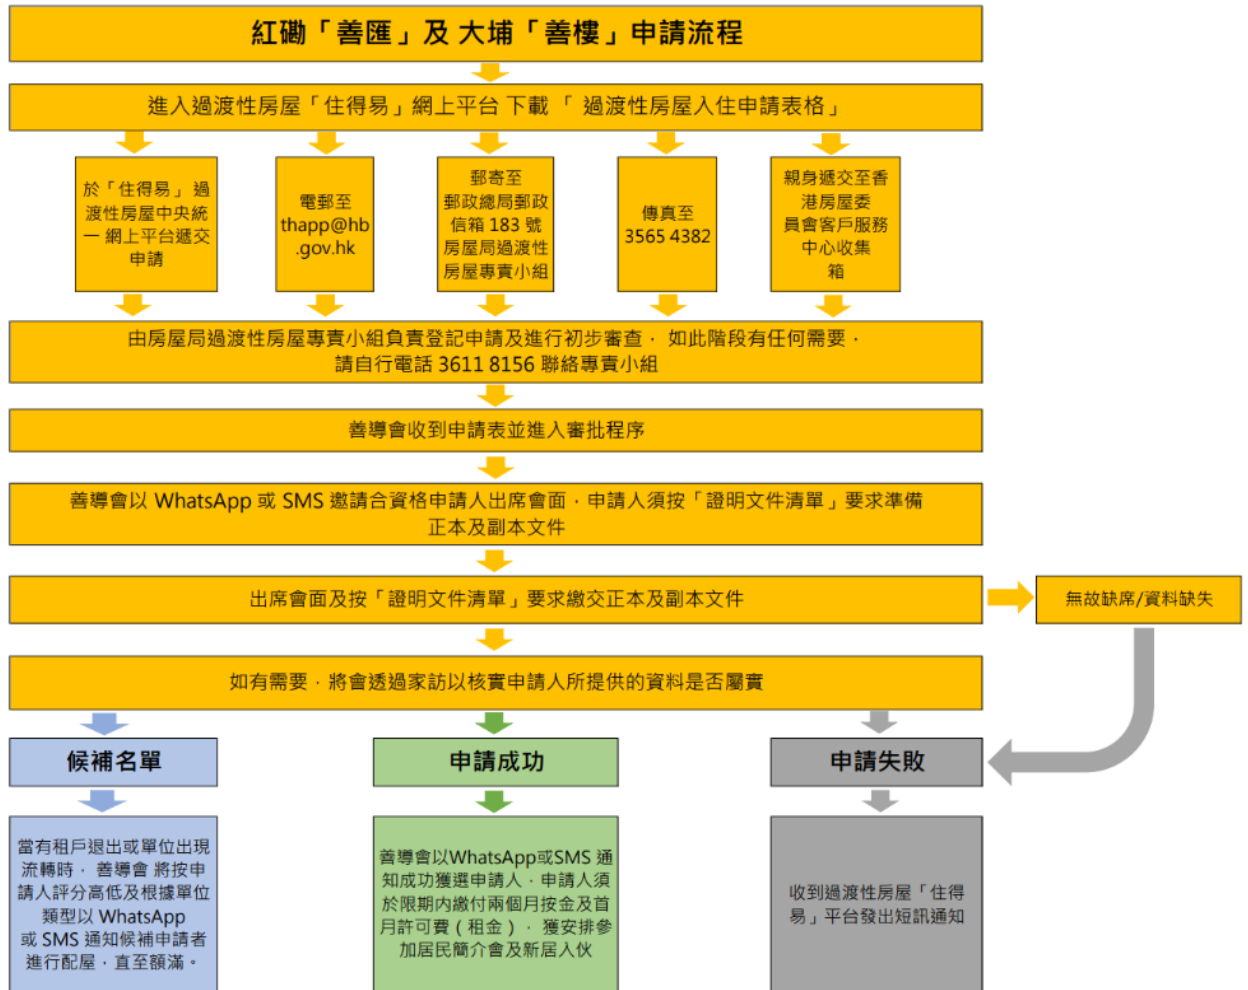 紅磡「善匯」及 大埔「善樓」申請流程
進入過渡性房屋「住得易」網上平台 下載 「 過渡性房屋入住申請表格」
於「住得易」 過
渡性房屋中央統
一 網上平台遞交
申請
電郵至
thapp@hb
.gov.hk
郵寄至
郵政總局郵政
信箱 183 號
房屋局過渡性
房屋專責小組
傳真至
3565 4382
親身遞交至香
港房屋委
員會客戶服務
中心收集
箱
由房屋局過渡性房屋專責小組負責登記申請及進行初步審查， 如此階段有任何需要，
請自行電話 3611 8156 聯絡專責小組
善導會收到申請表並進入審批程序
善導會以 WhatsApp 或 SMS 邀請合資格申請人出席會面，申請人須按「證明文件清單」要求準備
正本及副本文件
出席會面及按「證明文件清單」要求繳交正本及副本文件
無故缺席/資料缺失
如有需要，將會透過家訪以核實申請人所提供的資料是否屬實
候補名單
申請成功
申請失敗
當有租戶退出或單位出現
流轉時， 善導會 將按申
請人評分高低及根據單位
類型以 WhatsApp
或 SMS 通知候補申請者
進行配屋，直至額滿。
善導會以WhatsApp或SMS 通
知成功獲選申請人，申請人須
於限期內繳付兩個月按金及首
月許可費（租金）， 獲安排參
加居民簡介會及新居入伙
收到過渡性房屋「住得
易」平台發出短訊通知